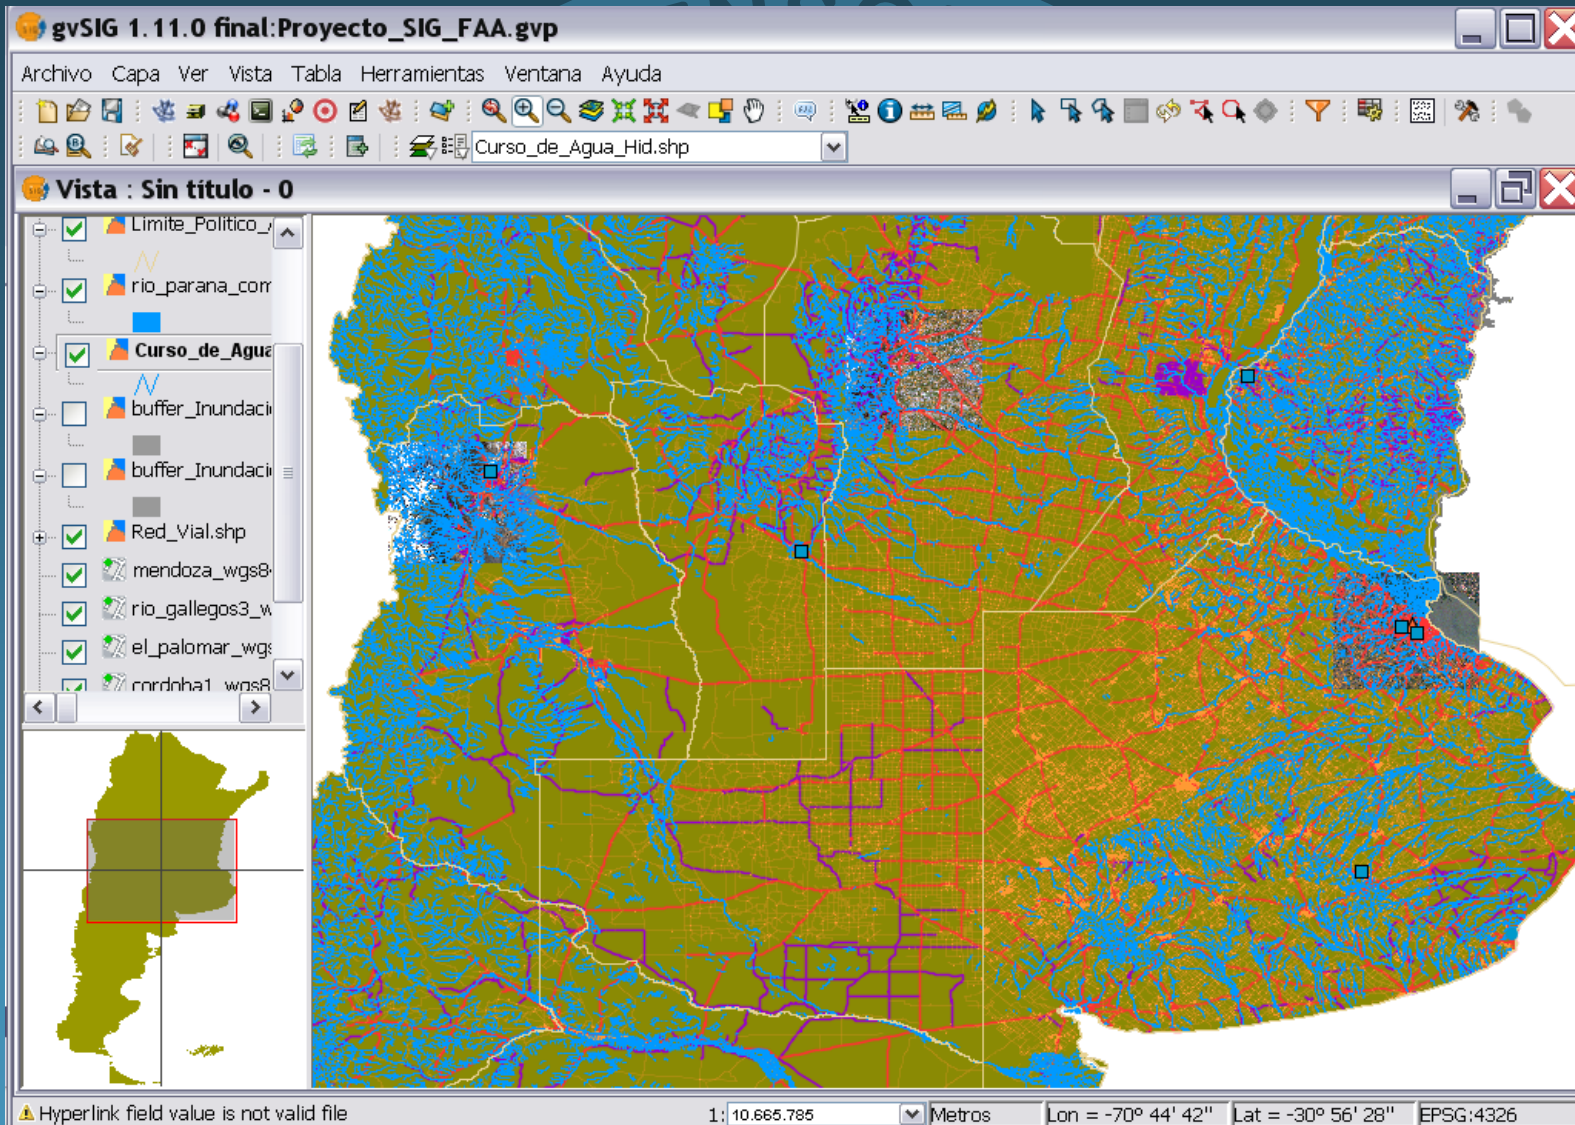 gvSIG 1.11.0 final:Proyecto_SIG_FAA.gvp
Archivo Capa Ver Vista Tabla Herramientas Ventana Ayuda
Curso_de_Agua_Hid.shp
Vista : Sin título - 0
Limite_Politico_
rio_parana_com
Curso_de_Agua
buffer_Inundaci
buffer_Inundaci
Red_Vial.shp
mendoza_wgs8
rio_gallegos3_w
el_palomar_wgs
cordoba1_wgs8
Hyperlink field value is not valid file 1: 10.665.785 Metros Lon = -70º 44' 42'' Lat = -30º 56' 28'' EPSG:4326